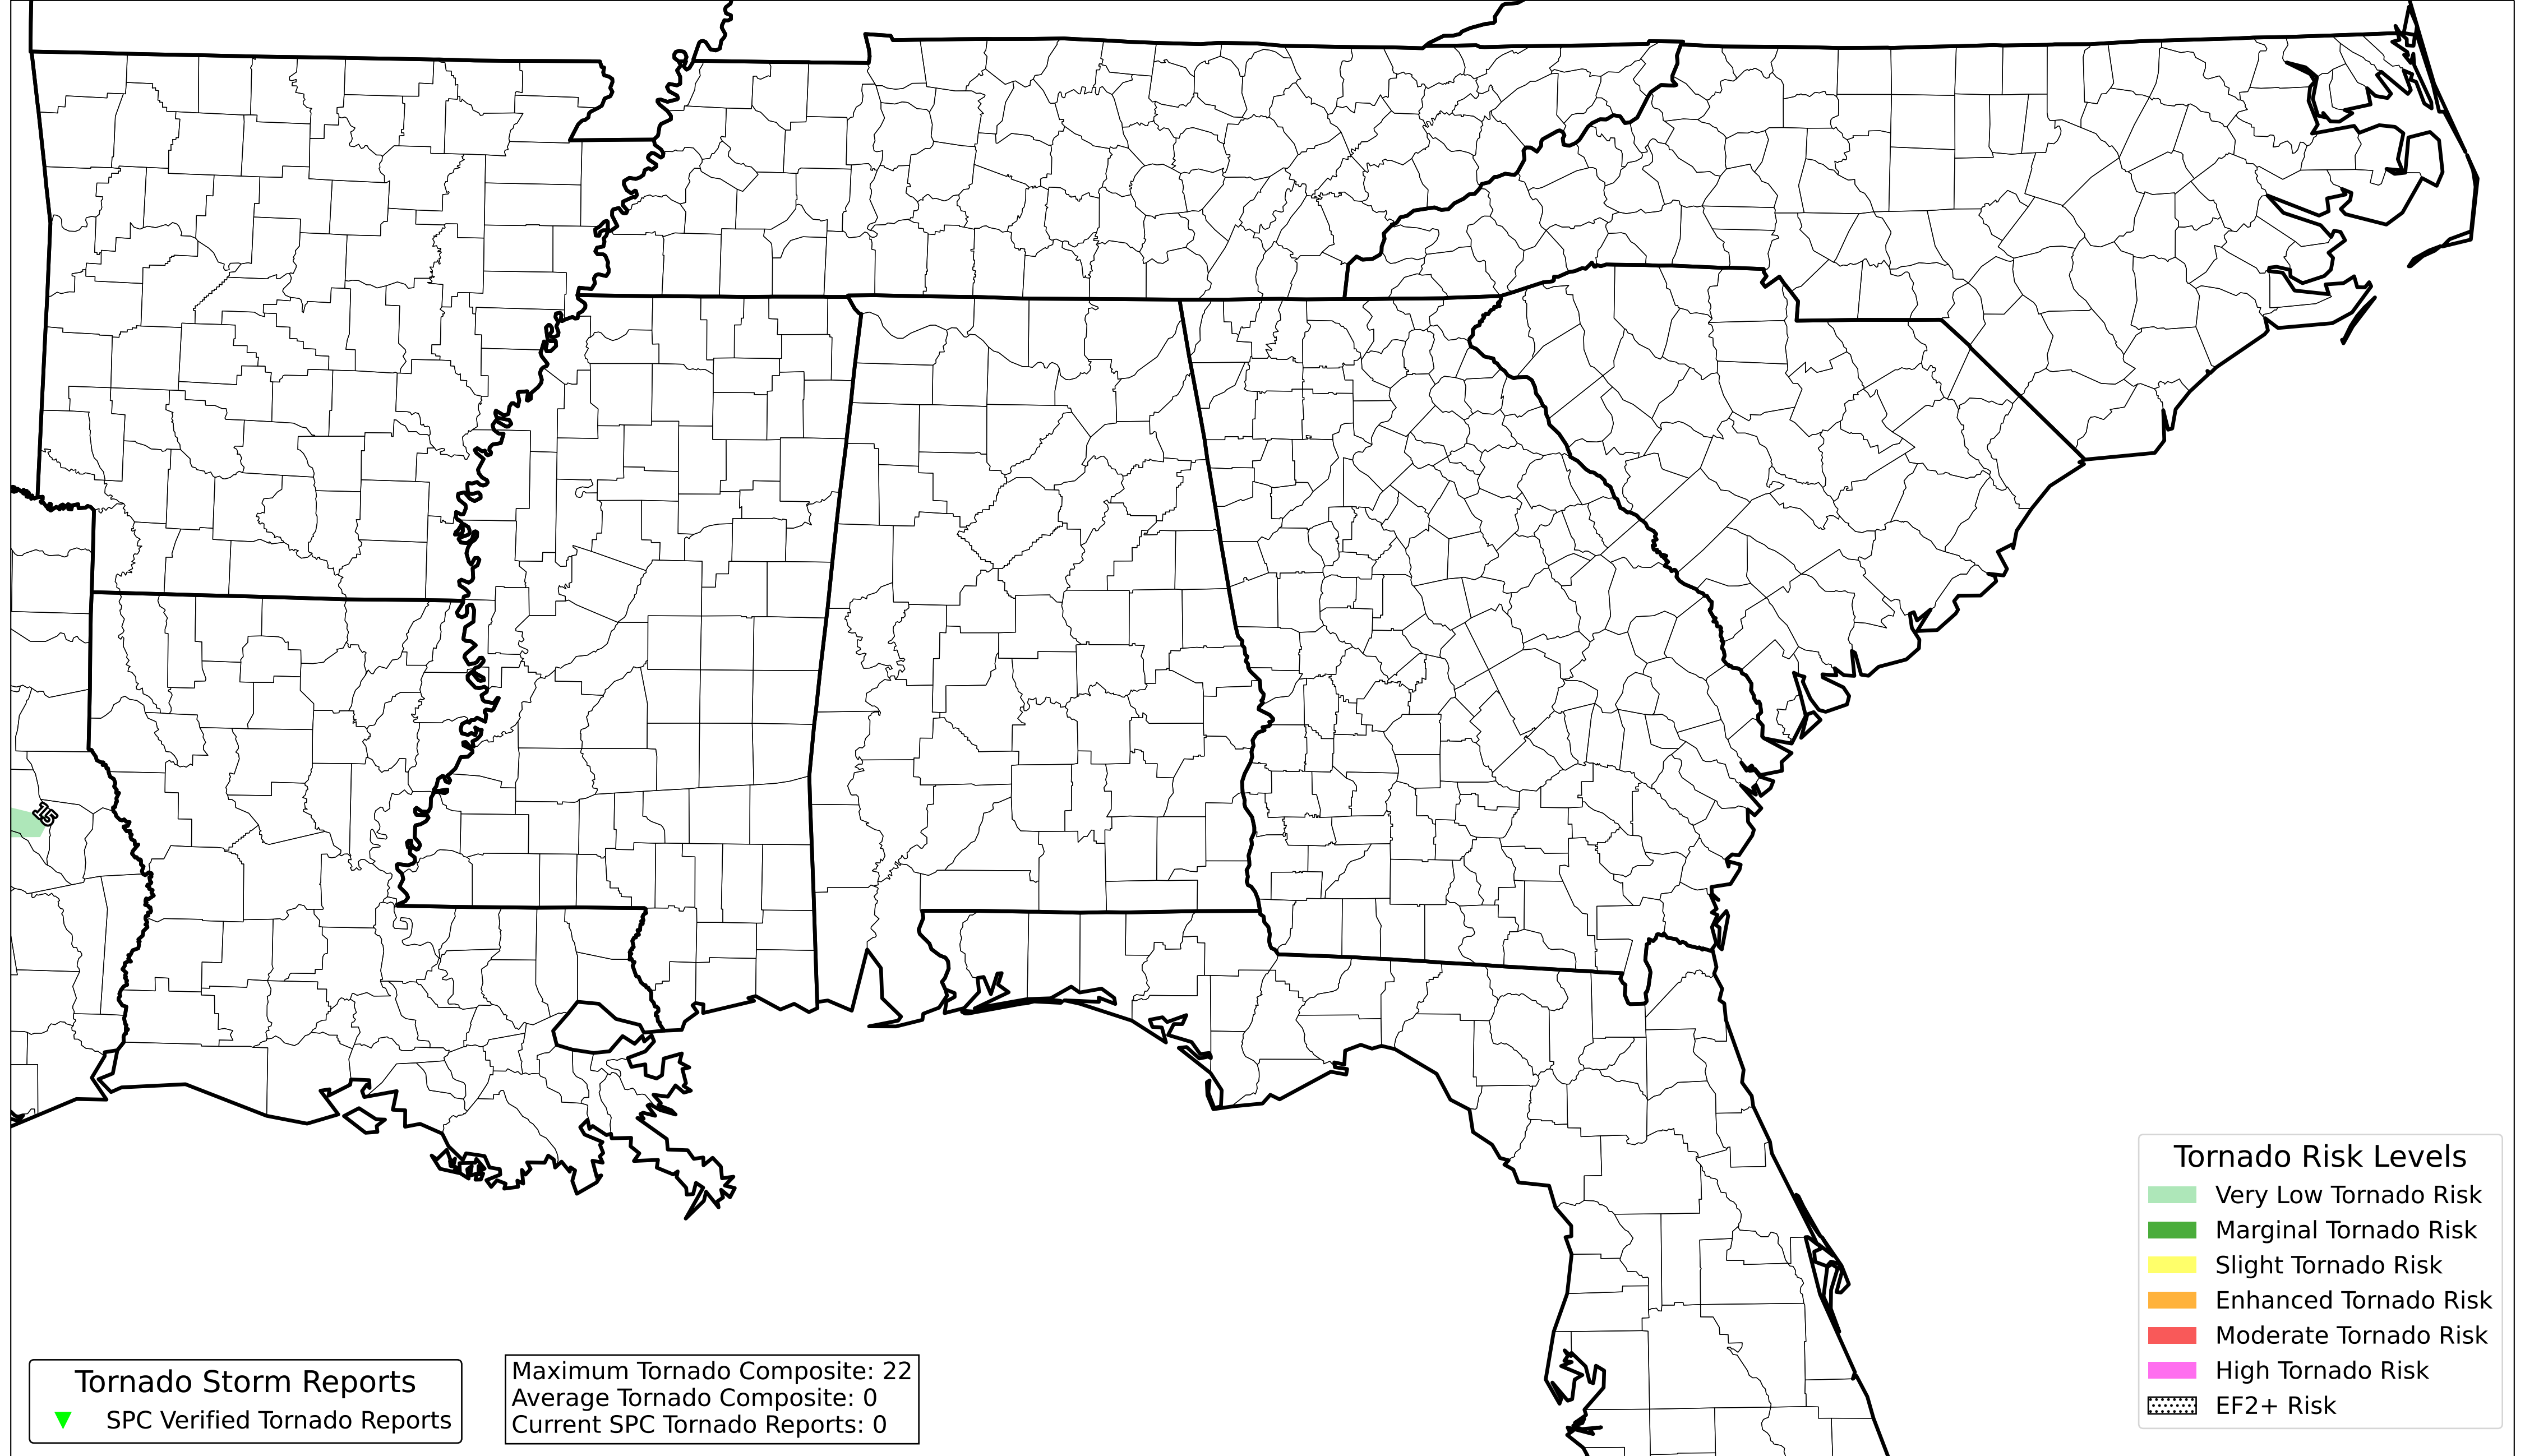 15
Tornado Risk Levels
Very Low Tornado Risk
Marginal Tornado Risk
Slight Tornado Risk
Enhanced Tornado Risk
Moderate Tornado Risk
High Tornado Risk
EF2+ Risk
Tornado Storm Reports
SPC Verified Tornado Reports
Maximum Tornado Composite: 22
Average Tornado Composite: 0
Current SPC Tornado Reports: 0